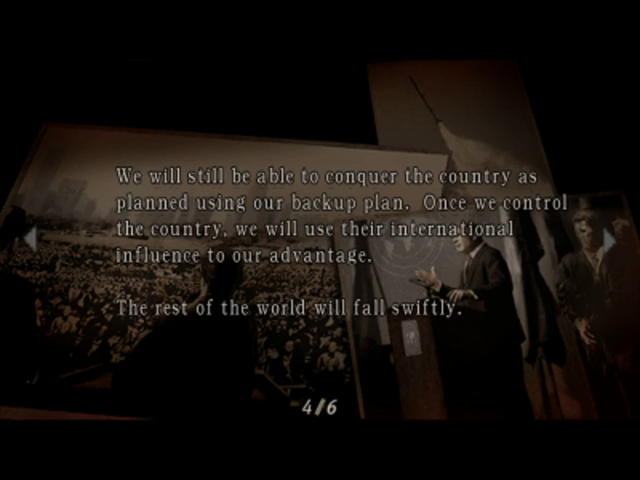 We will still be able to conquer the country as
planned using our backup plan.  Once we control
the country, we will use their international
influence to our advantage.
The rest of the world will fall swiftly.
4/6